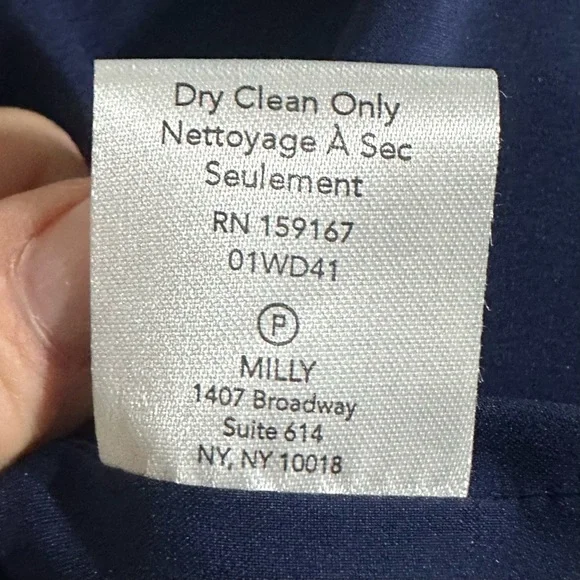 Dry Clean Only
Nettoyage À Sec
Seulement
RN 159167
01WD41
P
MILLY
1407 Broadway
Suite 614
NY, NY 10018